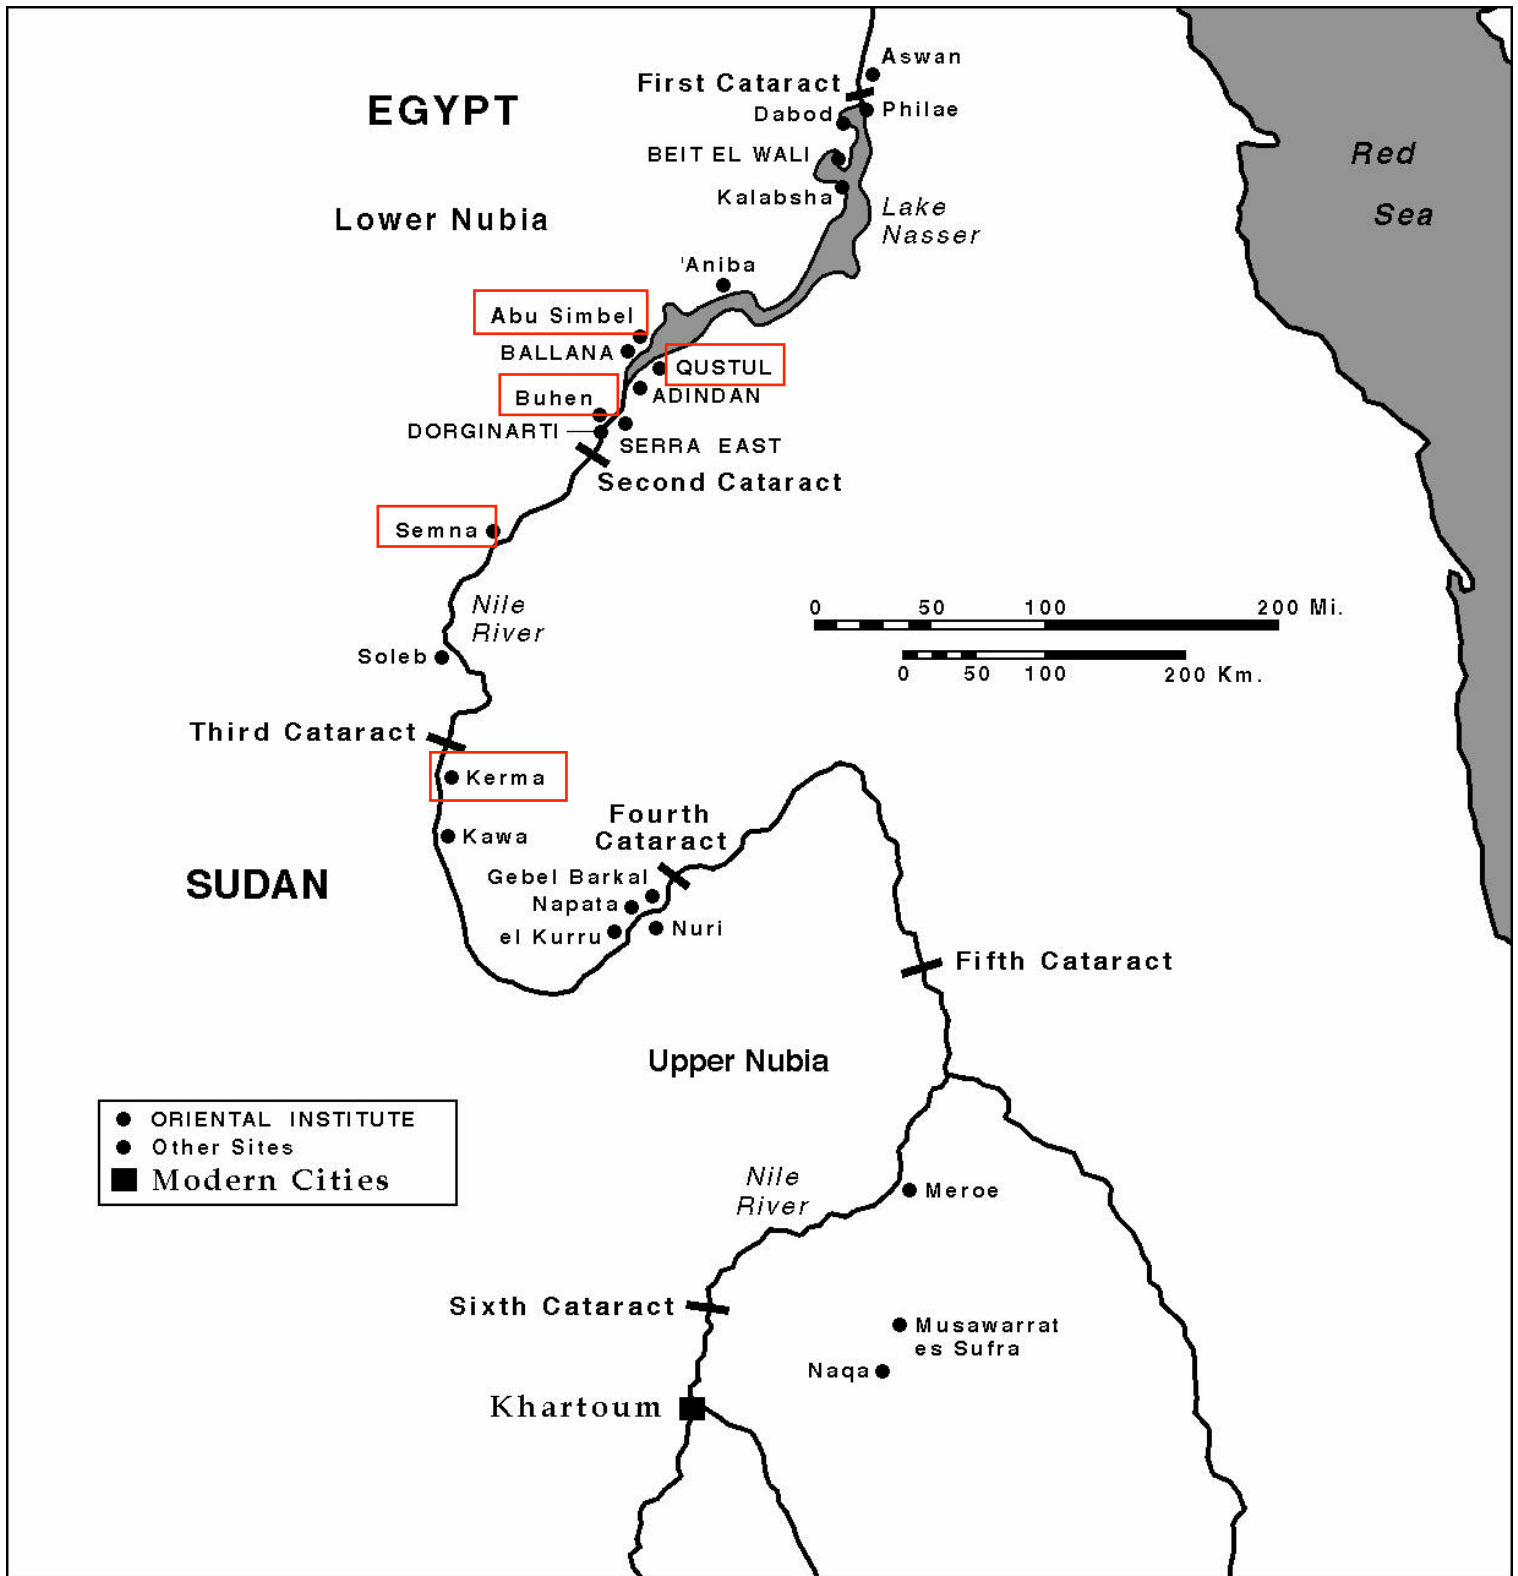 Aswan
First Cataract
EGYPT
Dabod
Philae
BEIT EL WALI
Red
Sea
Kalabsha
Lake
Nasser
Lower Nubia
'Aniba
Abu Simbel
BALLANA
QUSTUL
Buhen
ADINDAN
DORGINARTI
SERRA EAST
Second Cataract
Semna
Nile
River
0 50 100 200 Mi.
0 50 100 200 Km.
Soleb
Third Cataract
Kerma
Fourth
Cataract
Kawa
SUDAN
Gebel Barkal
Napata
el Kurru
Nuri
Fifth Cataract
Upper Nubia
ORIENTAL INSTITUTE
Other Sites
Modern Cities
Nile
River
Meroe
Sixth Cataract
Musawarrat
es Sufra
Naqa
Khartoum